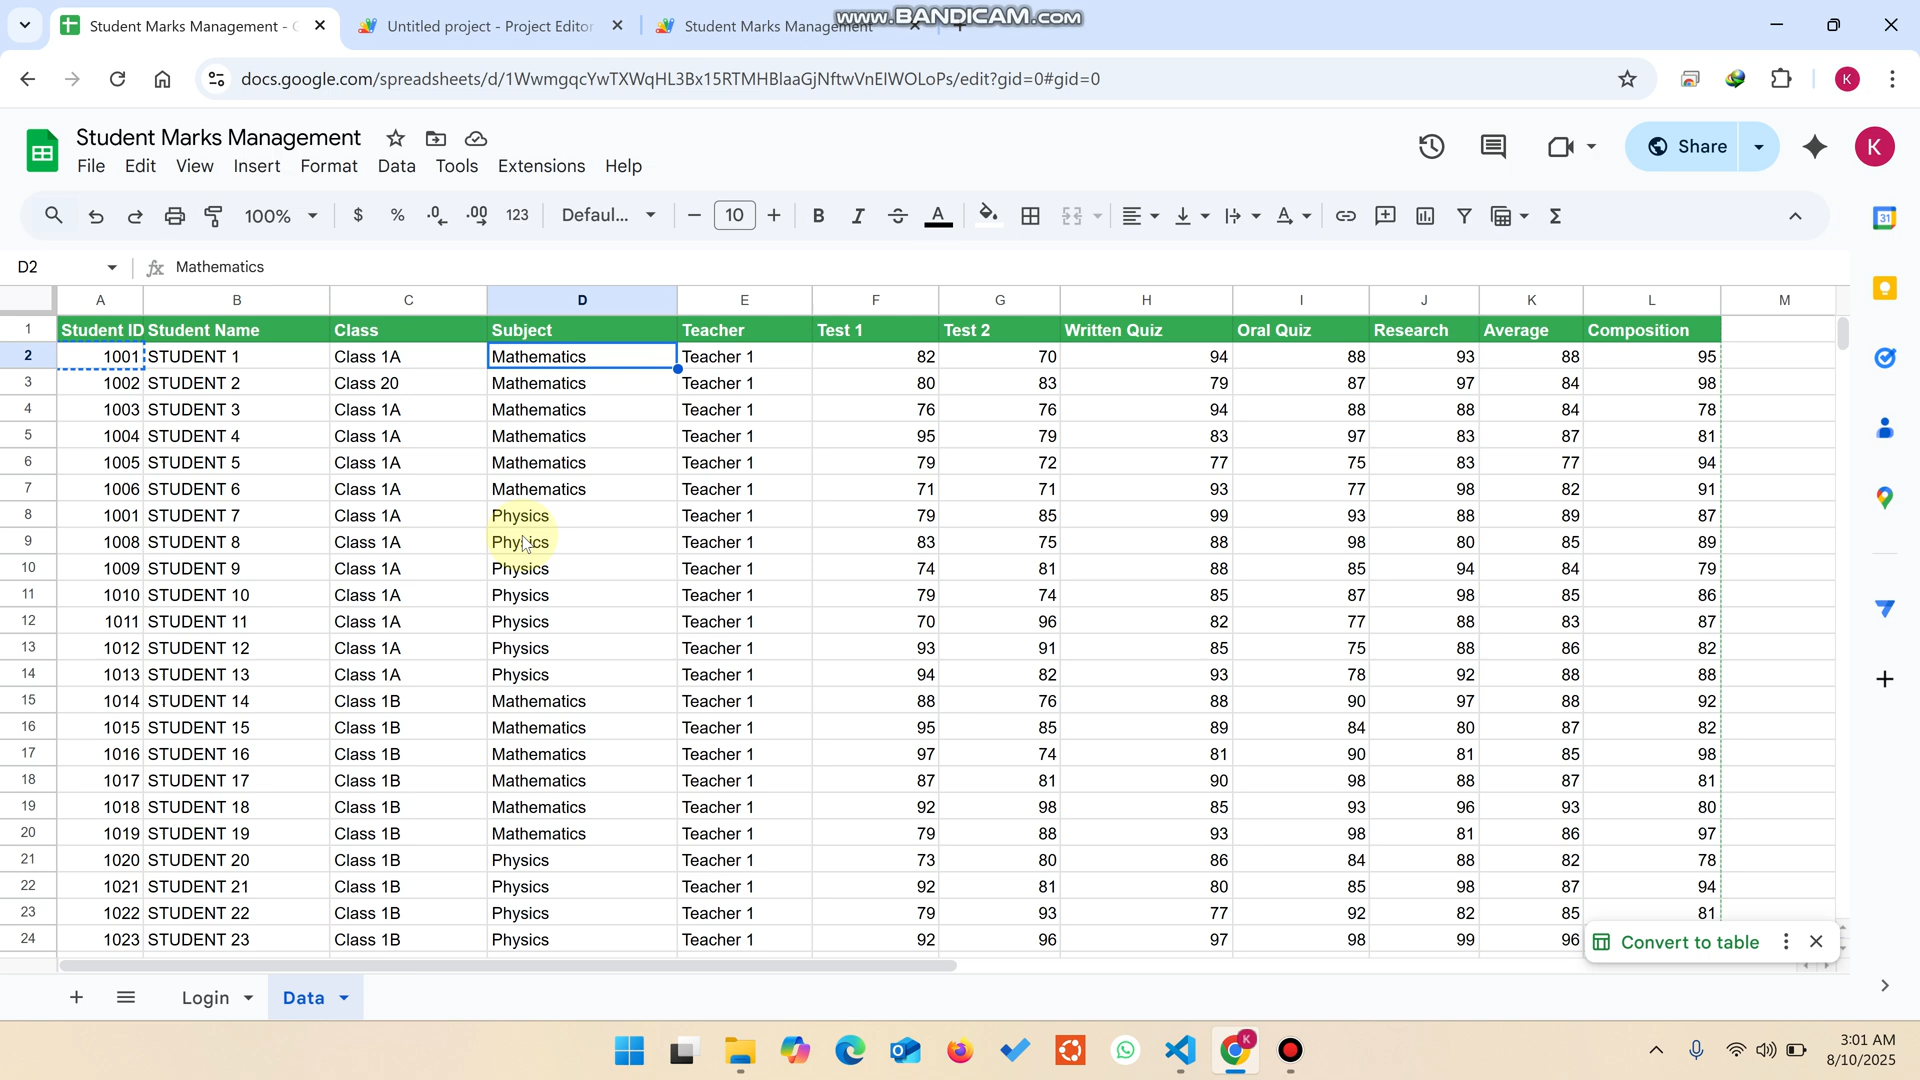 Student Marks Management -
Untitled project - Project Editor
Student Marks Management
www.BANDICAM.com
docs.google.com/spreadsheets/d/1WwmgqcYwTXWqHL3Bx15RTMHBlaaGjNftwVnEIWOLoPs/edit?gid=0#gid=0
K
Student Marks Management
Share
K
File Edit View Insert Format Data Tools Extensions Help
100% $ % .0 .00 123 Defaul... 10 B I A
31
D2 fx Mathematics
A B C D E F G H I J K L M
1 Student ID Student Name Class Subject Teacher Test 1 Test 2 Written Quiz Oral Quiz Research Average Composition
2 1001 STUDENT 1 Class 1A Mathematics Teacher 1 82 70 94 88 93 88 95
3 1002 STUDENT 2 Class 20 Mathematics Teacher 1 80 83 79 87 97 84 98
4 1003 STUDENT 3 Class 1A Mathematics Teacher 1 76 76 94 88 88 84 78
5 1004 STUDENT 4 Class 1A Mathematics Teacher 1 95 79 83 97 83 87 81
6 1005 STUDENT 5 Class 1A Mathematics Teacher 1 79 72 77 75 83 77 94
7 1006 STUDENT 6 Class 1A Mathematics Teacher 1 71 71 93 77 98 82 91
8 1001 STUDENT 7 Class 1A Physics Teacher 1 79 85 99 93 88 89 87
9 1008 STUDENT 8 Class 1A Physics Teacher 1 83 75 88 98 80 85 89
10 1009 STUDENT 9 Class 1A Physics Teacher 1 74 81 88 85 94 84 79
11 1010 STUDENT 10 Class 1A Physics Teacher 1 79 74 85 87 98 85 86
12 1011 STUDENT 11 Class 1A Physics Teacher 1 70 96 82 77 88 83 87
13 1012 STUDENT 12 Class 1A Physics Teacher 1 93 91 85 75 88 86 82
14 1013 STUDENT 13 Class 1A Physics Teacher 1 94 82 93 78 92 88 88
15 1014 STUDENT 14 Class 1B Mathematics Teacher 1 88 76 88 90 97 88 92
16 1015 STUDENT 15 Class 1B Mathematics Teacher 1 95 85 89 84 80 87 82
17 1016 STUDENT 16 Class 1B Mathematics Teacher 1 97 74 81 90 81 85 98
18 1017 STUDENT 17 Class 1B Mathematics Teacher 1 87 81 90 98 88 87 81
19 1018 STUDENT 18 Class 1B Mathematics Teacher 1 92 98 85 93 96 93 80
20 1019 STUDENT 19 Class 1B Mathematics Teacher 1 79 88 93 98 81 86 97
21 1020 STUDENT 20 Class 1B Physics Teacher 1 73 80 86 84 88 82 78
22 1021 STUDENT 21 Class 1B Physics Teacher 1 92 81 80 85 98 87 94
23 1022 STUDENT 22 Class 1B Physics Teacher 1 79 93 77 92 82 85 81
24 1023 STUDENT 23 Class 1B Physics Teacher 1 92 96 97 98 99 96
Convert to table
Login Data
K
3:01 AM
8/10/2025